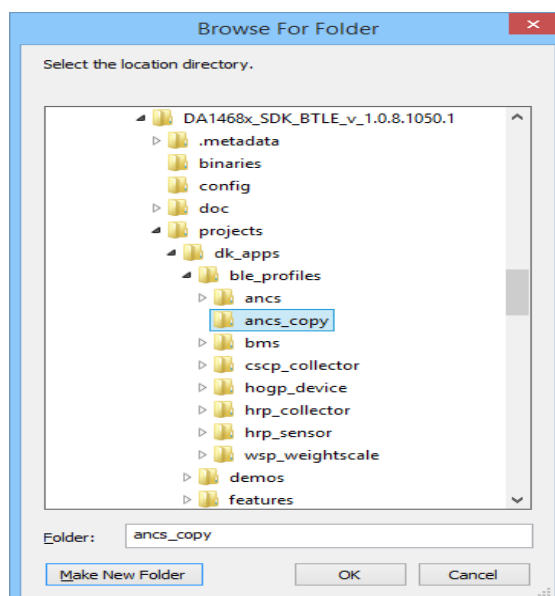 Browse For Folder
Select the location directory.
DA1468x_SDK_BTLE_v_1.0.8.1050.1
.metadata
binaries
config
doc
projects
dk_apps
ble_profiles
ancs
ancs_copy
bms
cscp_collector
hogp_device
hrp_collector
hrp_sensor
wsp_weightscale
demos
features
Folder: ancs_copy
Make New Folder OK Cancel